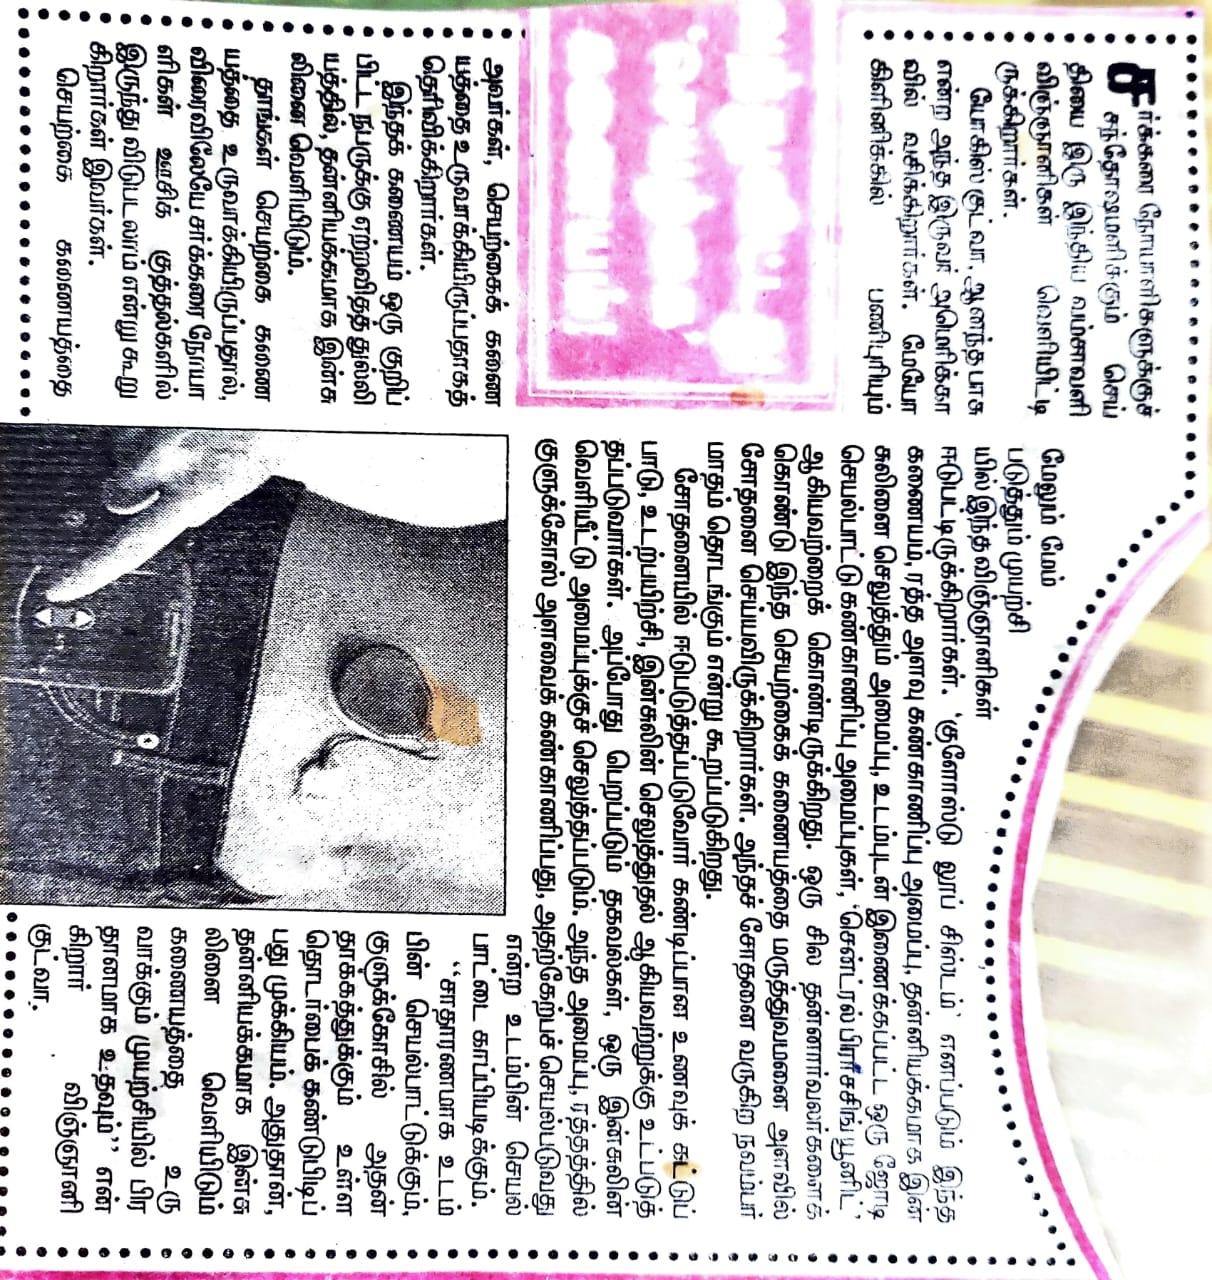 சர்க்கரை நோயாளிகளுக்குச்
சந்தோஷமளிக்கும் செய்
தியை இரு இந்திய வம்சாவளி
விஞ்ஞானிகள் வெளியிட்டி
ருக்கிறார்கள்.
யோகிஸ் குட்வா, ஆனந்த பாசு
என்ற அந்த இருவர் அமெரிக்கா
வில் வசிக்கிறார்கள். மேயோ
கிளினிக்கில் பணிபுரியும்
வந்துவிட்டது
'செயற்கை'
கணையம்!
அவர்கள், செயற்கைக் கணை
யத்தை உருவாக்கியிருப்பதாகத்
தெரிவிக்கிறார்கள்.
இந்தக் கணையம் ஒரு குறிப்
பிட்ட நபருக்கு ஏற்றவிதத் துல்லி
யத்தில், தன்னியக்கமாக இன்சு
லினை வெளியிடும்.
தாங்கள் செயற்கை கணை
யத்தை உருவாக்கியிருப்பதால்,
விரைவிலேயே சர்க்கரை நோயா
ளிகள் ஊசிக் குத்தல்களில்
இருந்து விடுபடலாம் என்று கூறு
கிறார்கள் இவர்கள்.
செயற்கை கணையத்தை
மேலும் மேம்
படுத்தும் முயற்சி
யில் இந்த விஞ்ஞானிகள்
ஈடுபட்டிருக்கிறார்கள். 'குளோஸ்டு லூப் சிஸ்டம்' எனப்படும் இந்த
கணையம், ரத்த அளவு கண்காணிப்பு அமைப்பு, தன்னியக்கமாக இன்
சுலினை செலுத்தும் அமைப்பு, உடம்புடன் இணைக்கப்பட்ட ஒரு ஜோடி
செயல்பாட்டு கண்காணிப்பு அமைப்புகள், 'சென்ட்ரல் பிராசசிங் யூனிட்'
ஆகியவற்றைக் கொண்டிருக்கிறது. ஒரு சில தன்னார்வலர்களைக்
கொண்டு இந்த செயற்கைக் கணையத்தை மருத்துவமனை அளவில்
சோதனை செய்யவிருக்கிறார்கள். அந்தச் சோதனை வருகிற நவம்பர்
மாதம் தொடங்கும் என்று கூறப்படுகிறது.
சோதனையில் ஈடுபடுத்தப்படுவோர் கண்டிப்பான உணவுக் கட்டுப்
பாடு, உடற்பயிற்சி, இன்சுலின் செலுத்துதல் ஆகியவற்றுக்கு உட்படுத்
தப்படுவார்கள். அப்போது பெறப்படும் தகவல்கள், ஒரு இன்சுலின்
வெளியீட்டு அமைப்புக்குச் செலுத்தப்படும். அந்த அமைப்பு, ரத்தத்தில்
குளுக்கோஸ் அளவைக் கண்காணிப்பது, அதற்கேற்பச் செயல்படுவது
என்ற உடம்பின் செயல்
பாட்டை காப்பியடிக்கும்.
"சாதாரணமாக உடம்
பின் செயல்பாட்டுக்கும்,
குளுக்கோசில் அதன்
தாக்கத்துக்கும் உள்ள
தொடர்பைக் கண்டுபிடிப்
பது முக்கியம். அதுதான்,
தன்னியக்கமாக இன்சு
லினை வெளியிடும்
கணையத்தை உரு
வாக்கும் முயற்சியில் பிர
தானமாக உதவும்" என்
கிறார் விஞ்ஞானி
குட்வா.